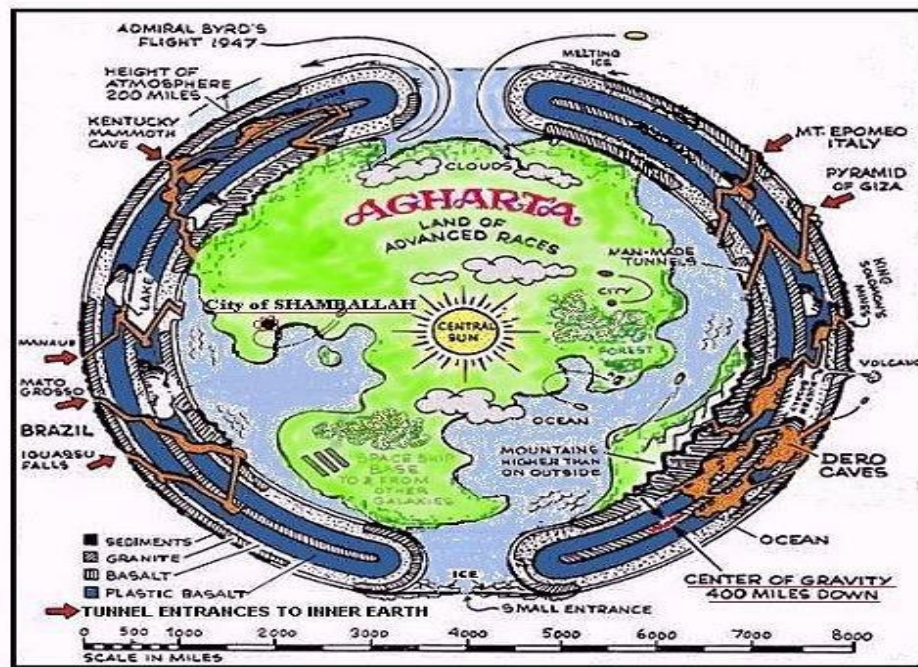 ADMIRAL BYRD'S
FLIGHT 1947
HEIGHT OF
ATMOSPHERE
200 MILES
KENTUCKY
MAMMOTH
CAVE
LAKE
MELTING
ICE
MT. EPOMEO
ITALY
PYRAMID
OF GIZA
CLOUDS
AGHARTA
LAND OF
ADVANCED RACES
MAN-MADE
TUNNELS
KING
SOLOMON'S
MINES
City of SHAMBALLAH
CITY
CENTRAL
SUN
FOREST
LAKE
MANAUS
MATO
GROSSO
BRAZIL
IGUASSU
FALLS
VOLCANO
OCEAN
MOUNTAINS
HIGHER THAN
ON OUTSIDE
SPACE SHIP
BASE
TO & FROM
OTHER
GALAXIES
DERO
CAVES
SEDIMENTS
GRANITE
BASALT
PLASTIC BASALT
TUNNEL ENTRANCES TO INNER EARTH
ICE
SMALL ENTRANCE
OCEAN
CENTER OF GRAVITY
400 MILES DOWN
0 500 1000 2000 3000 4000 5000 6000 7000 8000
SCALE IN MILES